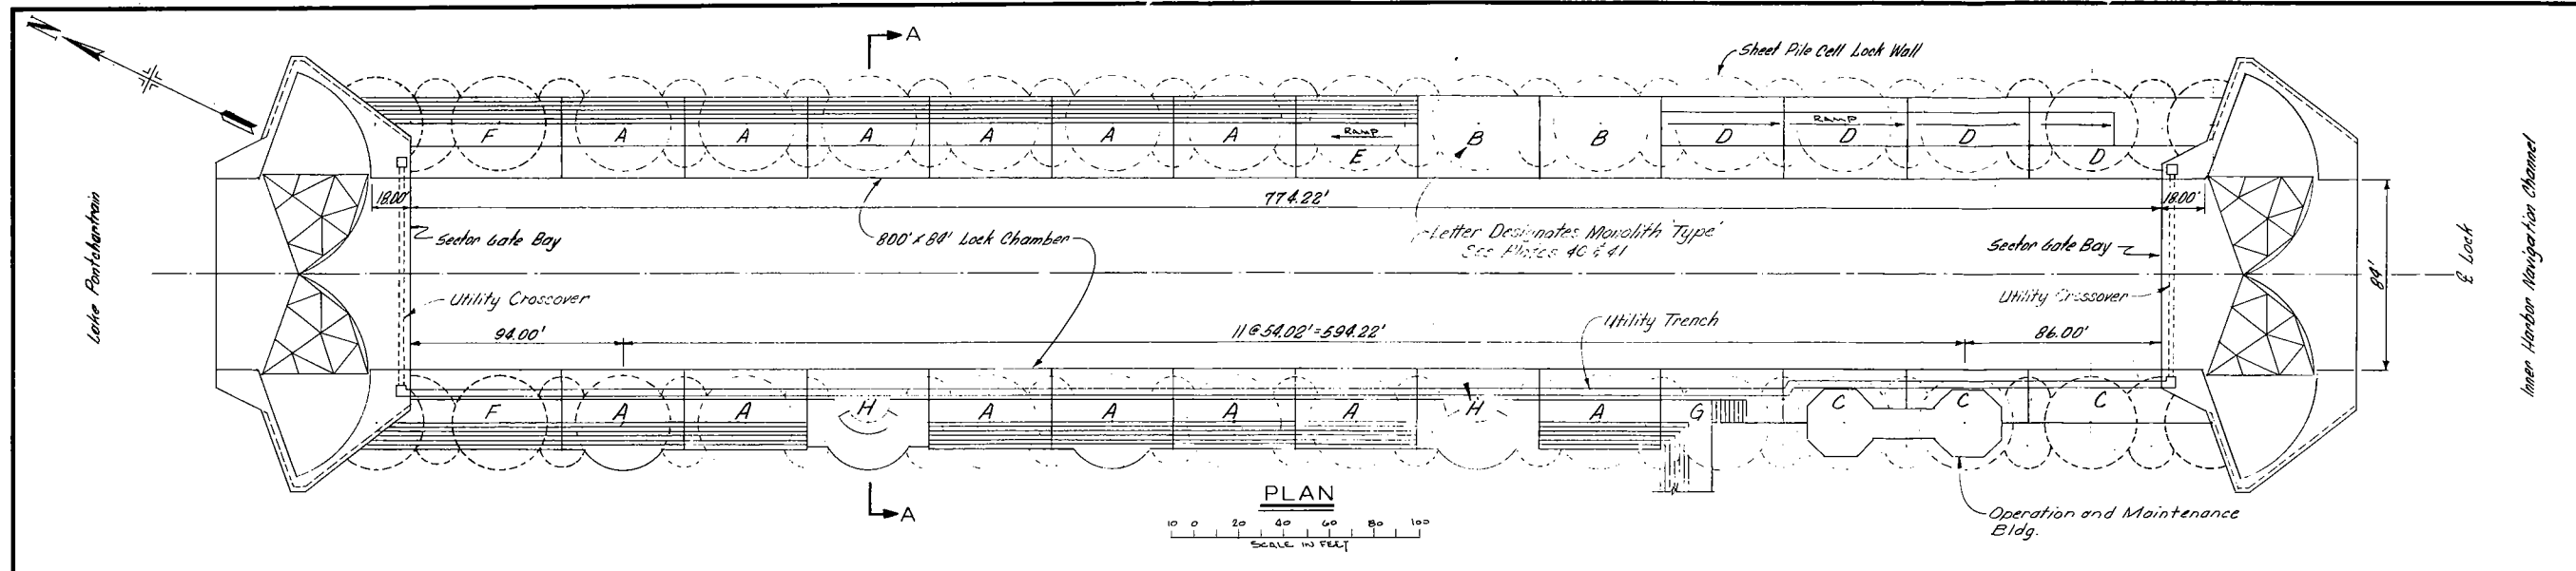 N
A
Sheet Pile Cell Lock Wall
F A A A A A A RAMP E B B D RAMP D D D
18.00' 774.22' 18.00'
Lake Pontchartrain
Sector Gate Bay
800' x 84' Lock Chamber
Letter Designates Monolith 'Type'
See Plates 40 & 41
Sector Gate Bay
84'
℄ Lock
Inner Harbor Navigation Channel
Utility Crossover
Utility Crossover
94.00' 11@54.02'=594.22' Utility Trench 86.00'
F A A H A A A A H A G C C C
A
PLAN
10 0 20 40 60 80 100
SCALE IN FEET
Operation and Maintenance
Bldg.